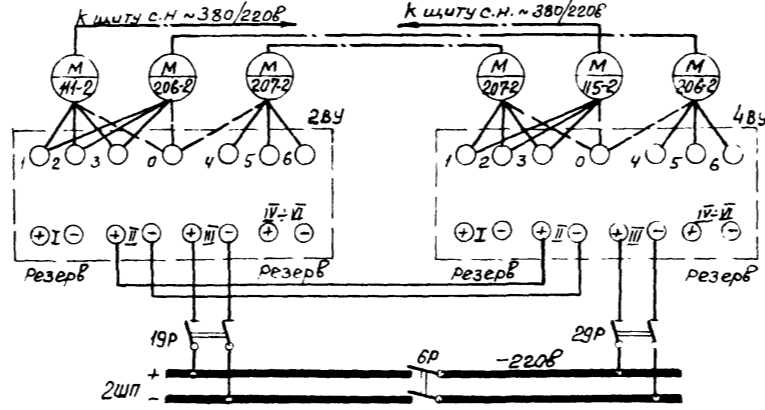 К щиту с.н ~380/220в
К щиту с.н. ~380/220в
М 111-2
М 206-2
М 207-2
М 207-2
М 115-2
М 206-2
2ВУ
4ВУ
1 2 3 0 4 5 6
1 2 3 0 4 5 6
+ I − + II − + III − IV÷VI + −
+ I − + II − + III − IV÷VI + −
Резерв
Резерв
Резерв
Резерв
19Р
6Р
29Р
−220в
+
2шп
−